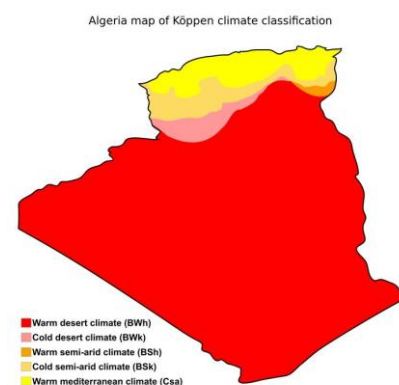 Algeria map of Köppen climate classification
Warm desert climate (BWh)
Cold desert climate (BWk)
Warm semi-arid climate (BSh)
Cold semi-arid climate (BSk)
Warm mediterranean climate (Csa)